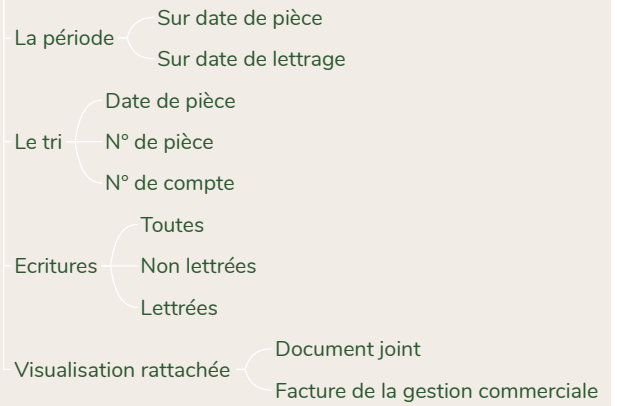 La période
Sur date de pièce
Sur date de lettrage
Le tri
Date de pièce
N° de pièce
N° de compte
Ecritures
Toutes
Non lettrées
Lettrées
Visualisation rattachée
Document joint
Facture de la gestion commerciale